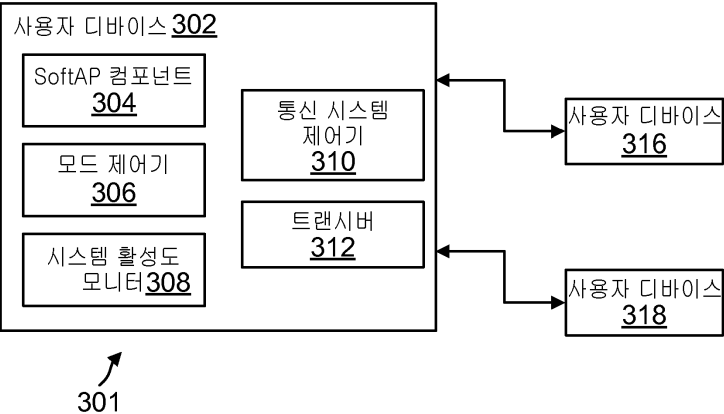 사용자 디바이스 302
SoftAP 컴포넌트
304
모드 제어기
306
시스템 활성도
모니터308
통신 시스템
제어기
310
트랜시버
312
사용자 디바이스
316
사용자 디바이스
318
301